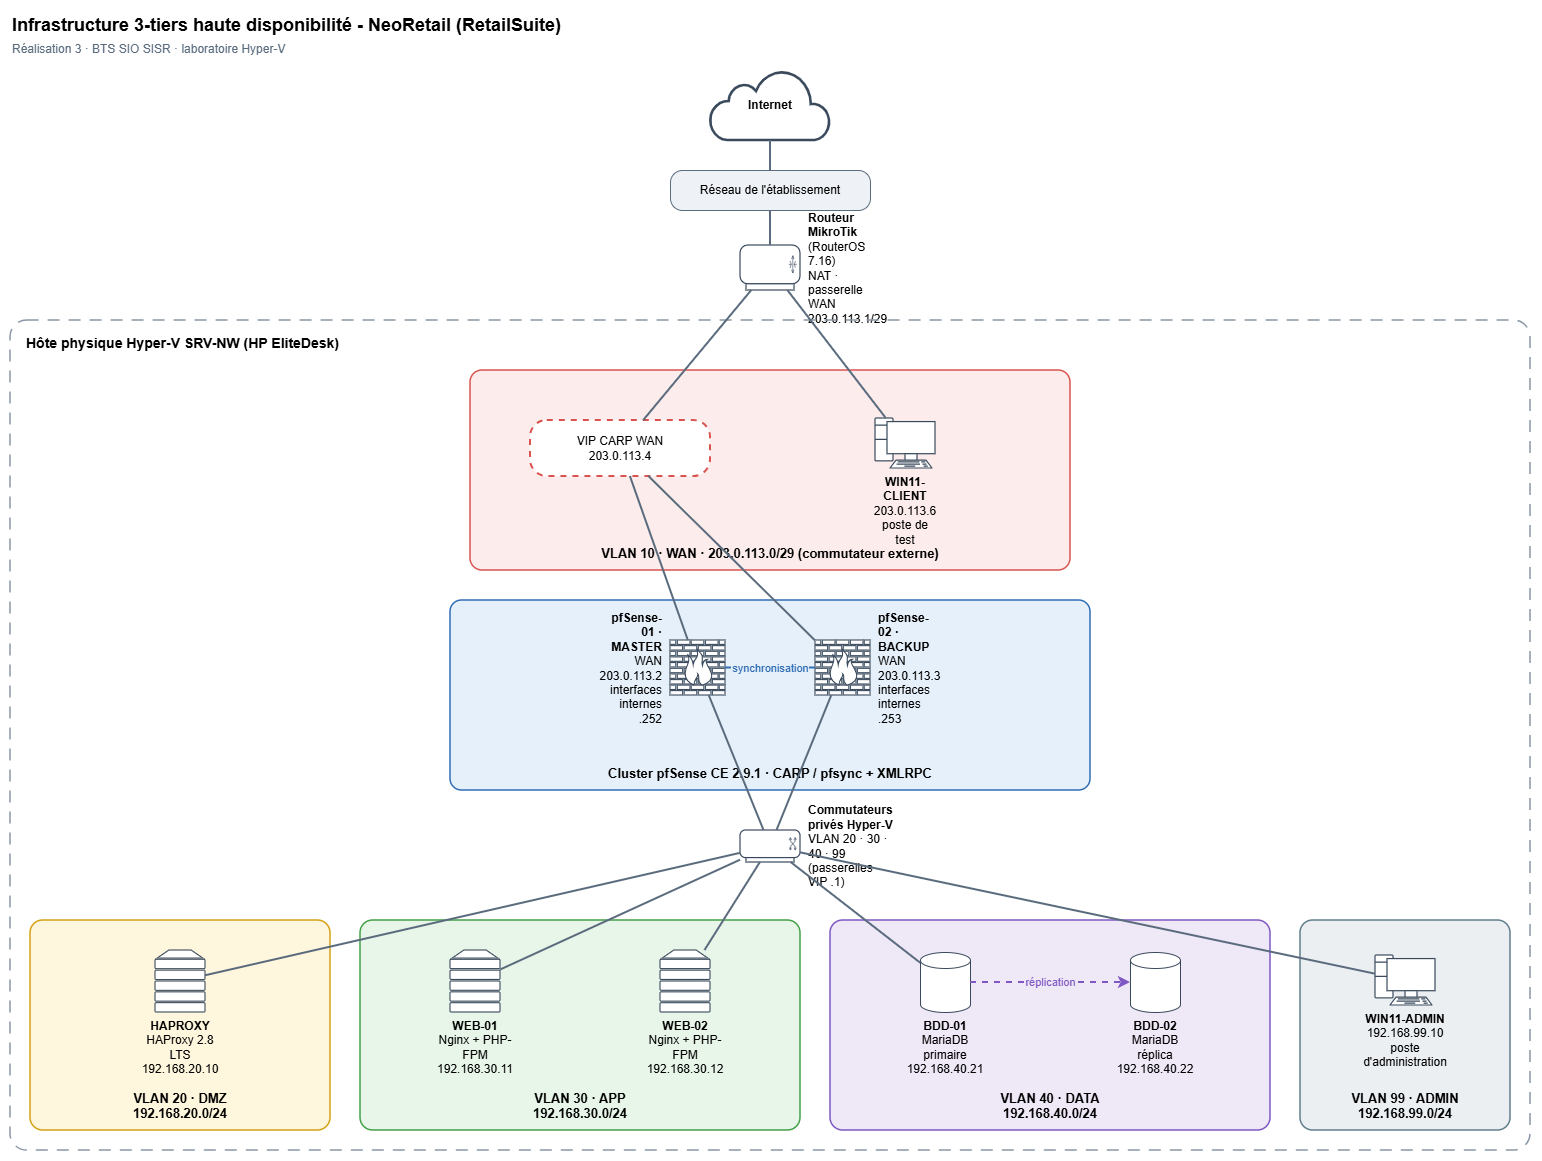 Infrastructure 3-tiers haute disponibilité - NeoRetail (RetailSuite)
Réalisation 3 · BTS SIO SISR · laboratoire Hyper-V
Internet
Réseau de l'établissement
Routeur
MikroTik
(RouterOS
7.16)
NAT ·
passerelle
WAN
203.0.113.1/29
Hôte physique Hyper-V SRV-NW (HP EliteDesk)
VIP CARP WAN
203.0.113.4
WIN11-
CLIENT
203.0.113.6
poste de
test
VLAN 10 · WAN · 203.0.113.0/29 (commutateur externe)
pfSense-
01 ·
MASTER
WAN
203.0.113.2
interfaces
internes
.252
synchronisation
pfSense-
02 ·
BACKUP
WAN
203.0.113.3
interfaces
internes
.253
Cluster pfSense CE 2.9.1 · CARP / pfsync + XMLRPC
Commutateurs
privés Hyper-V
VLAN 20 · 30 ·
40 · 99
(passerelles
VIP .1)
HAPROXY
HAProxy 2.8
LTS
192.168.20.10
VLAN 20 · DMZ
192.168.20.0/24
WEB-01
Nginx + PHP-
FPM
192.168.30.11
WEB-02
Nginx + PHP-
FPM
192.168.30.12
VLAN 30 · APP
192.168.30.0/24
réplication
BDD-01
MariaDB
primaire
192.168.40.21
BDD-02
MariaDB
réplica
192.168.40.22
VLAN 40 · DATA
192.168.40.0/24
WIN11-ADMIN
192.168.99.10
poste
d'administration
VLAN 99 · ADMIN
192.168.99.0/24